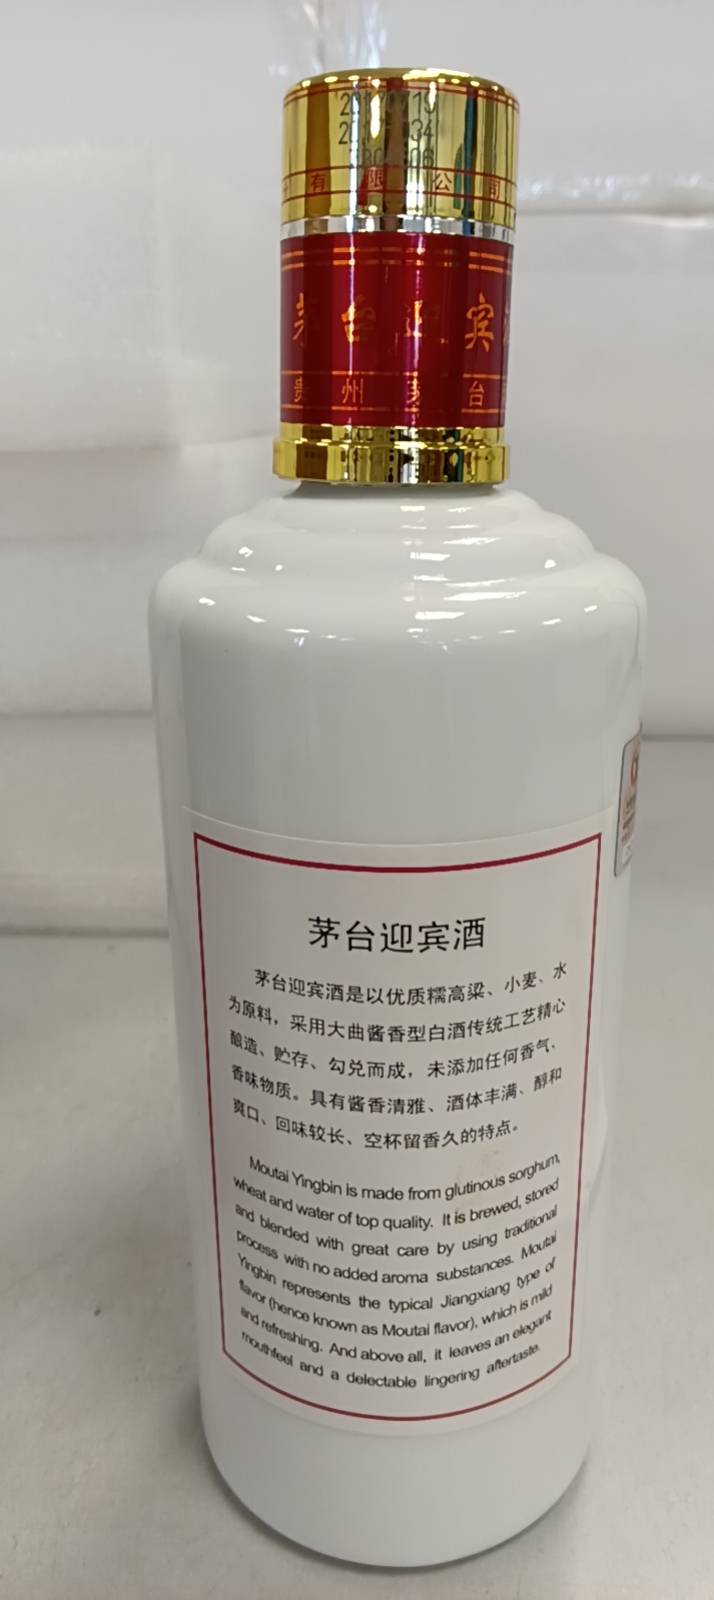 有限公司
茅台迎宾
贵州茅台
茅台迎宾酒
茅台迎宾酒是以优质糯高粱、小麦、水
为原料，采用大曲酱香型白酒传统工艺精心
酿造、贮存、勾兑而成，未添加任何香气、
香味物质。具有酱香清雅、酒体丰满、醇和
爽口、回味较长、空杯留香久的特点。
Moutai Yingbin is made from glutinous sorghum,
wheat and water of top quality. It is brewed, stored
and blended with great care by using traditional
process with no added aroma substances. Moutai
Yingbin represents the typical Jiangxiang type of
flavor (hence known as Moutai flavor), which is mild
and refreshing. And above all, it leaves an elegant
mouthfeel and a delectable lingering aftertaste.